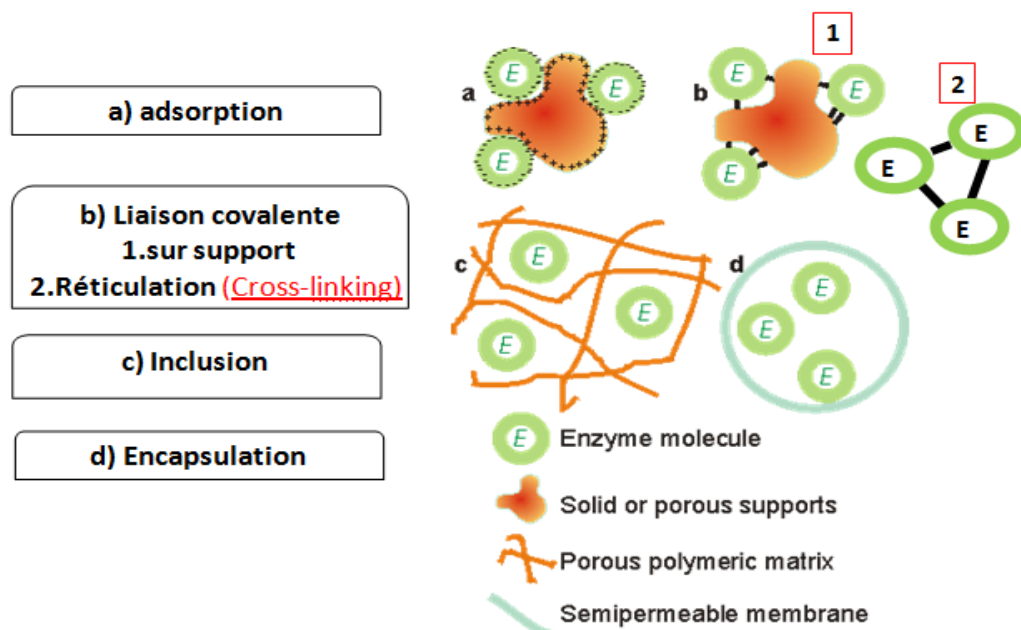 a) adsorption
b) Liaison covalente
1.sur support
2.Réticulation (Cross-linking)
c) Inclusion
d) Encapsulation
a
E
E
E
b
1
E
E
E
2
E
E
E
c
E
E
E
d
E
E
E
E
Enzyme molecule
Solid or porous supports
Porous polymeric matrix
Semipermeable membrane